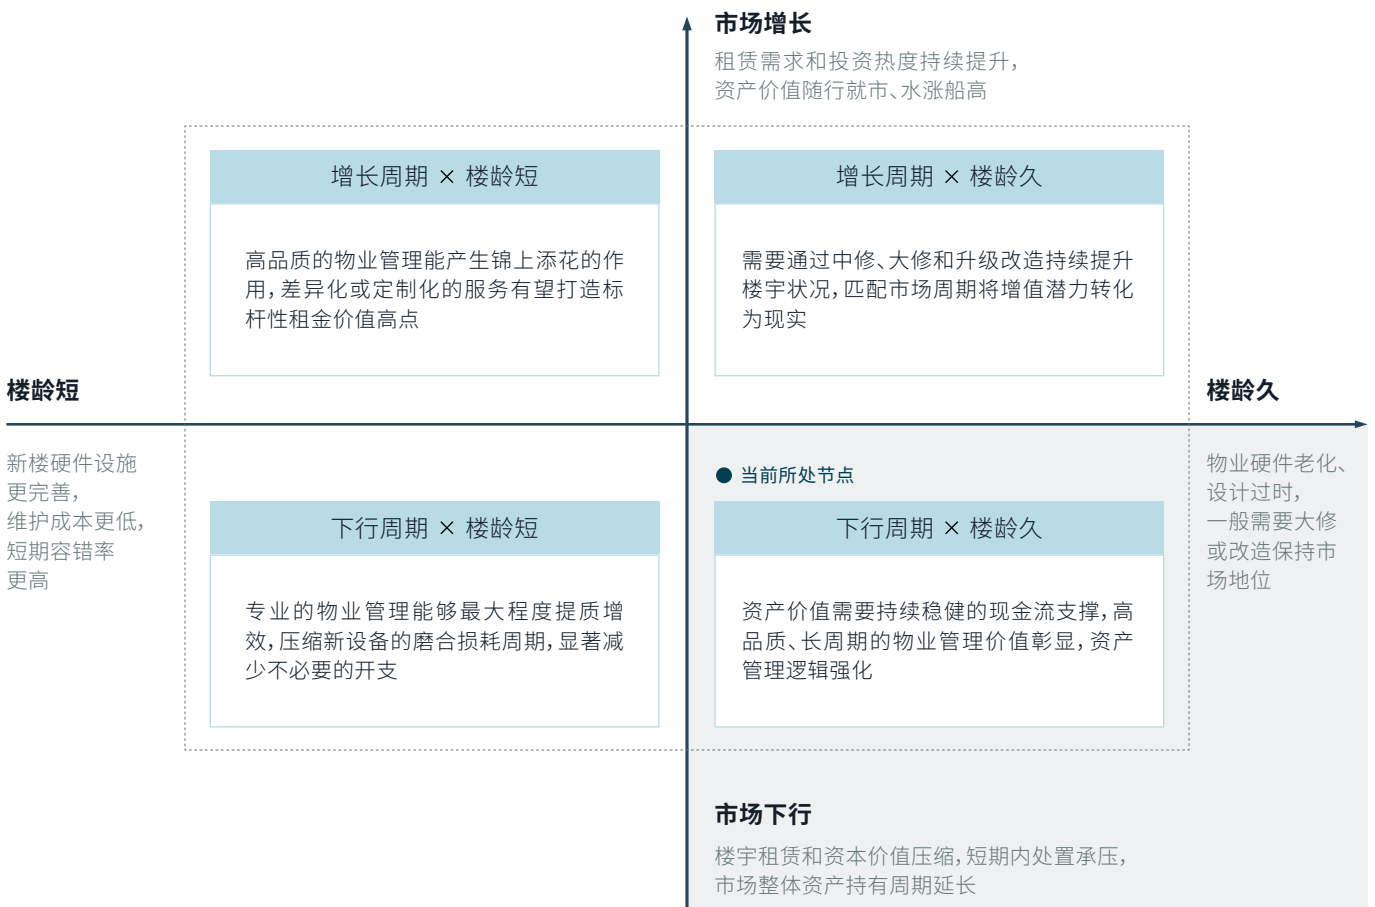 市场增长
租赁需求和投资热度持续提升，
资产价值随行就市、水涨船高
增长周期 × 楼龄短
高品质的物业管理能产生锦上添花的作
用，差异化或定制化的服务有望打造标
杆性租金价值高点
增长周期 × 楼龄久
需要通过中修、大修和升级改造持续提升
楼宇状况，匹配市场周期将增值潜力转化
为现实
楼龄短
新楼硬件设施
更完善，
维护成本更低，
短期容错率
更高
楼龄久
物业硬件老化、
设计过时，
一般需要大修
或改造保持市
场地位
下行周期 × 楼龄短
专业的物业管理能够最大程度提质增
效，压缩新设备的磨合损耗周期，显著减
少不必要的开支
当前所处节点
下行周期 × 楼龄久
资产价值需要持续稳健的现金流支撑，高
品质、长周期的物业管理价值彰显，资产
管理逻辑强化
市场下行
楼宇租赁和资本价值压缩，短期内处置承压，
市场整体资产持有周期延长